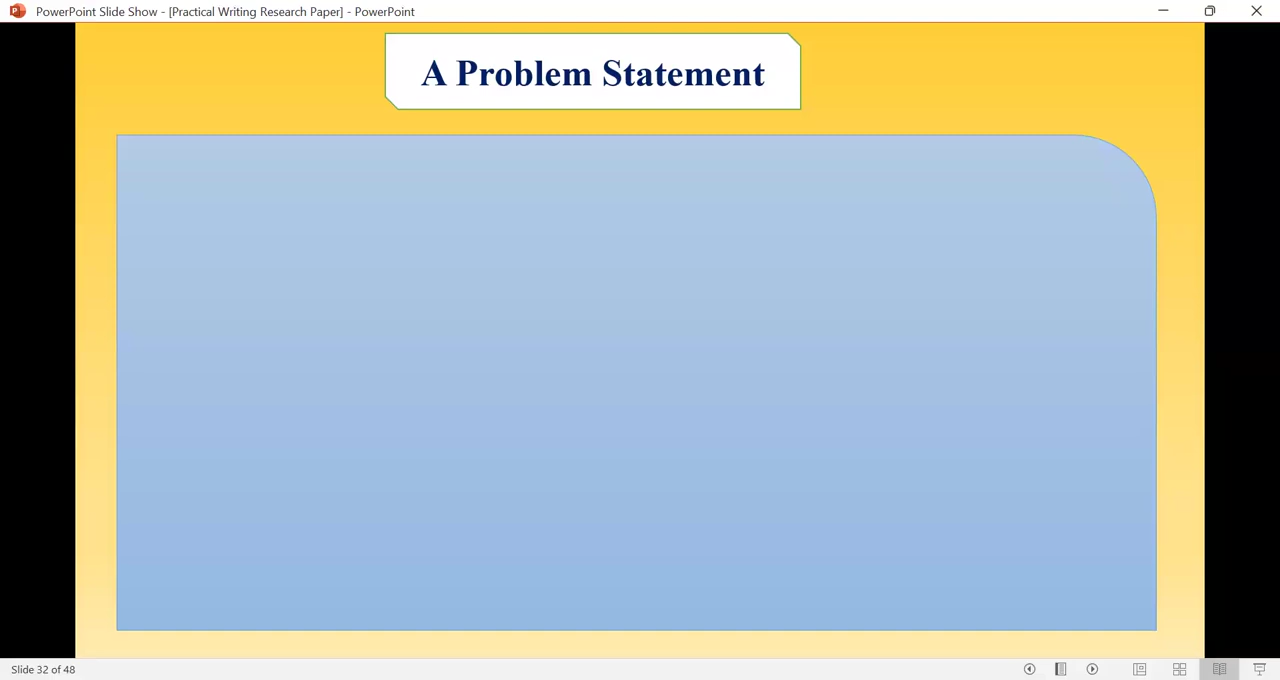 PowerPoint Slide Show - [Practical Writing Research Paper] - PowerPoint
A Problem Statement
Slide 32 of 48